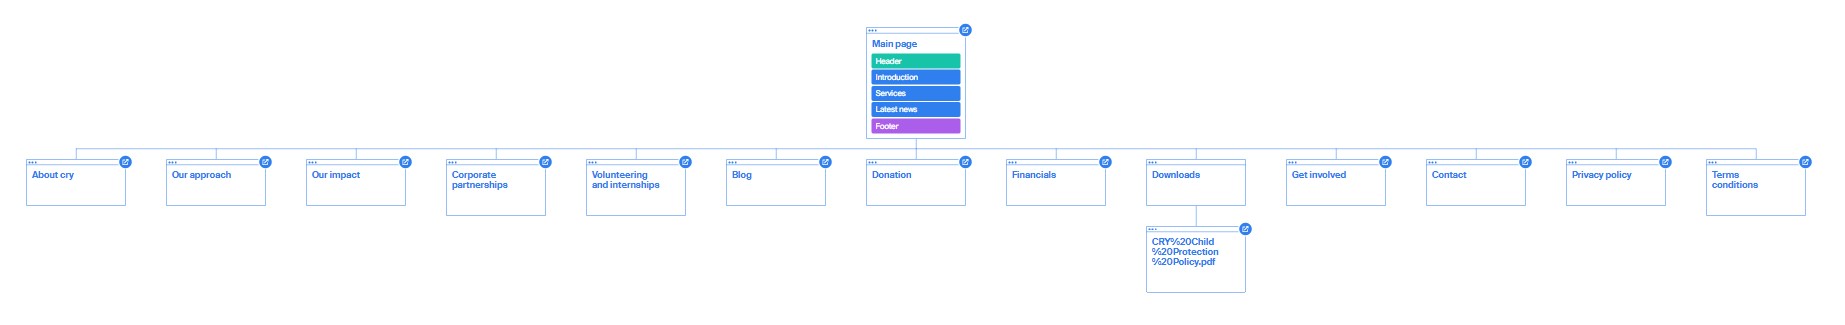 Main page
Header
Introduction
Services
Latest news
Footer
About cry
Our approach
Our impact
Corporate
partnerships
Volunteering
and internships
Blog
Donation
Financials
Downloads
Get involved
Contact
Privacy policy
Terms
conditions
CRY%20Child
%20Protection
%20Policy.pdf